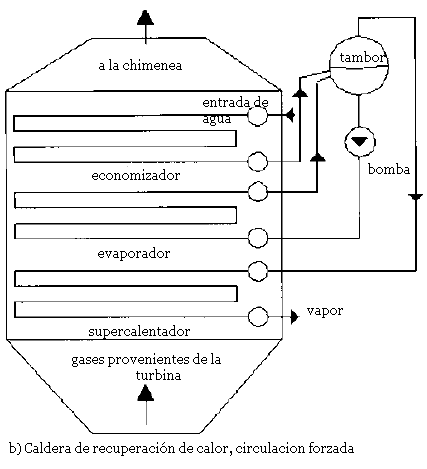 a la chimenea
tambor
entrada de
agua
bomba
economizador
evaporador
vapor
supercalentador
gases provenientes de la
turbina
b) Caldera de recuperación de calor, circulacion forzada